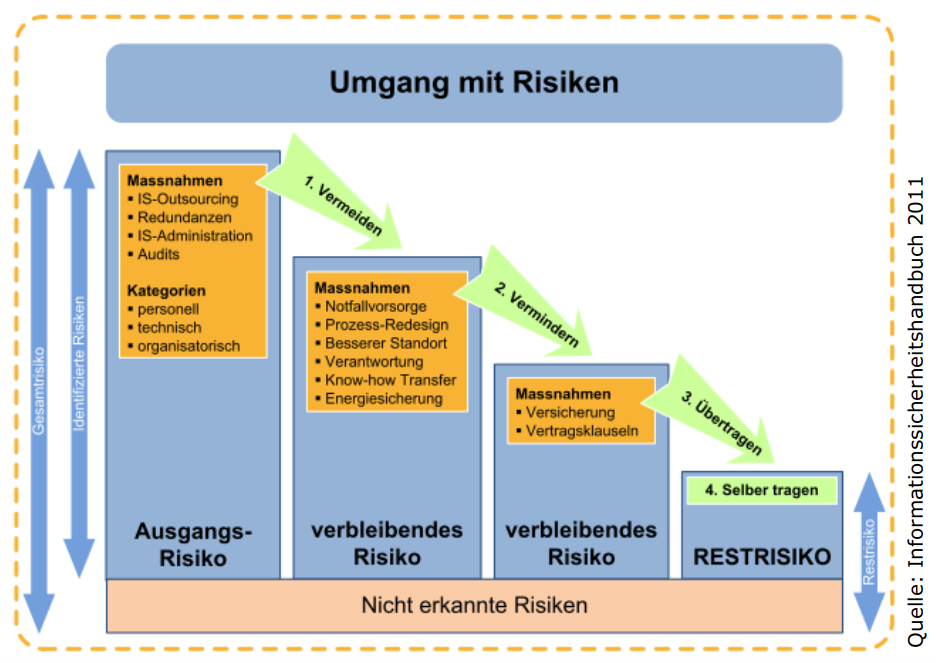 Umgang mit Risiken
Gesamtrisiko
Identifizierte Risiken
Massnahmen
▪ IS-Outsourcing
▪ Redundanzen
▪ IS-Administration
▪ Audits
Kategorien
▪ personell
▪ technisch
▪ organisatorisch
Ausgangs-
Risiko
1. Vermeiden
Massnahmen
▪ Notfallvorsorge
▪ Prozess-Redesign
▪ Besserer Standort
▪ Verantwortung
▪ Know-how Transfer
▪ Energiesicherung
verbleibendes
Risiko
2. Vermindern
Massnahmen
▪ Versicherung
▪ Vertragsklauseln
verbleibendes
Risiko
3. Übertragen
4. Selber tragen
RESTRISIKO
Restrisiko
Nicht erkannte Risiken
Quelle: Informationssicherheitshandbuch 2011